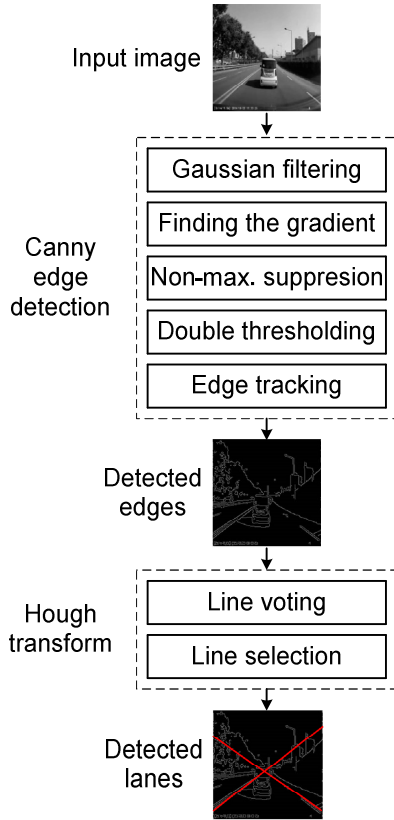 Input image
Gaussian filtering
Finding the gradient
Canny
edge
detection
Non-max. suppresion
Double thresholding
Edge tracking
Detected
edges
Hough
transform
Line voting
Line selection
Detected
lanes